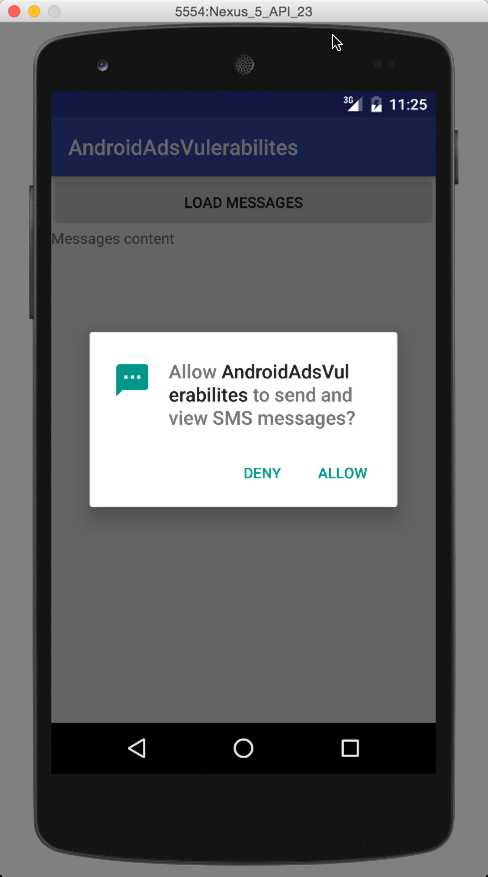 5554:Nexus_5_API_23
3G 11:25
AndroidAdsVulerabilites
LOAD MESSAGES
Messages content
Allow AndroidAdsVul
erabilites to send and
view SMS messages?
DENY ALLOW